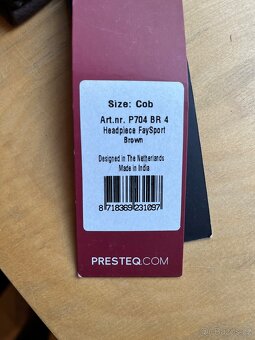 Size: Cob
Art.nr. P704 BR 4
Headpiece FaySport
Brown
Designed in The Netherlands
Made in India
8 718369 231097
PRESTEQ.COM